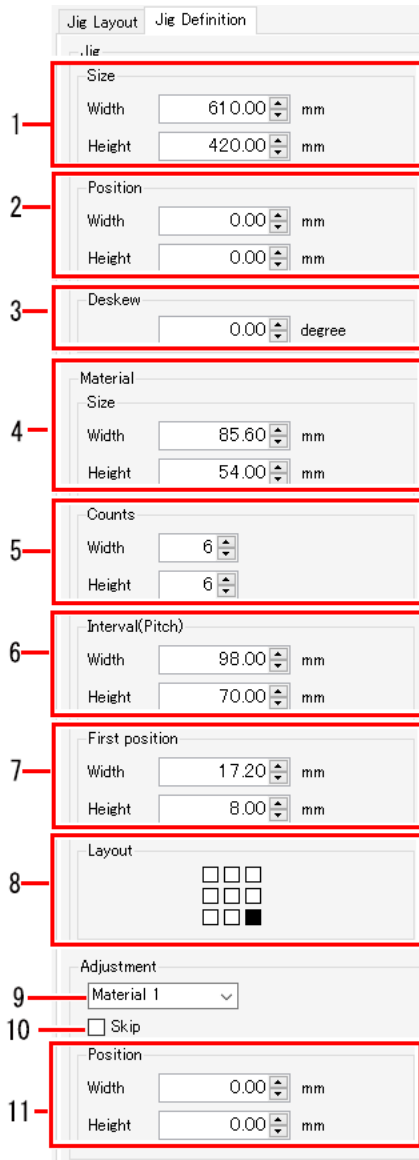 Jig Layout Jig Definition
Jig
Size
1
Width 610.00 mm
Height 420.00 mm
Position
2
Width 0.00 mm
Height 0.00 mm
Deskew
3
0.00 degree
Material
Size
4
Width 85.60 mm
Height 54.00 mm
Counts
5
Width 6
Height 6
Interval(Pitch)
6
Width 98.00 mm
Height 70.00 mm
First position
7
Width 17.20 mm
Height 8.00 mm
Layout
8
Adjustment
9 Material 1
10 Skip
Position
Width 0.00 mm
11
Height 0.00 mm